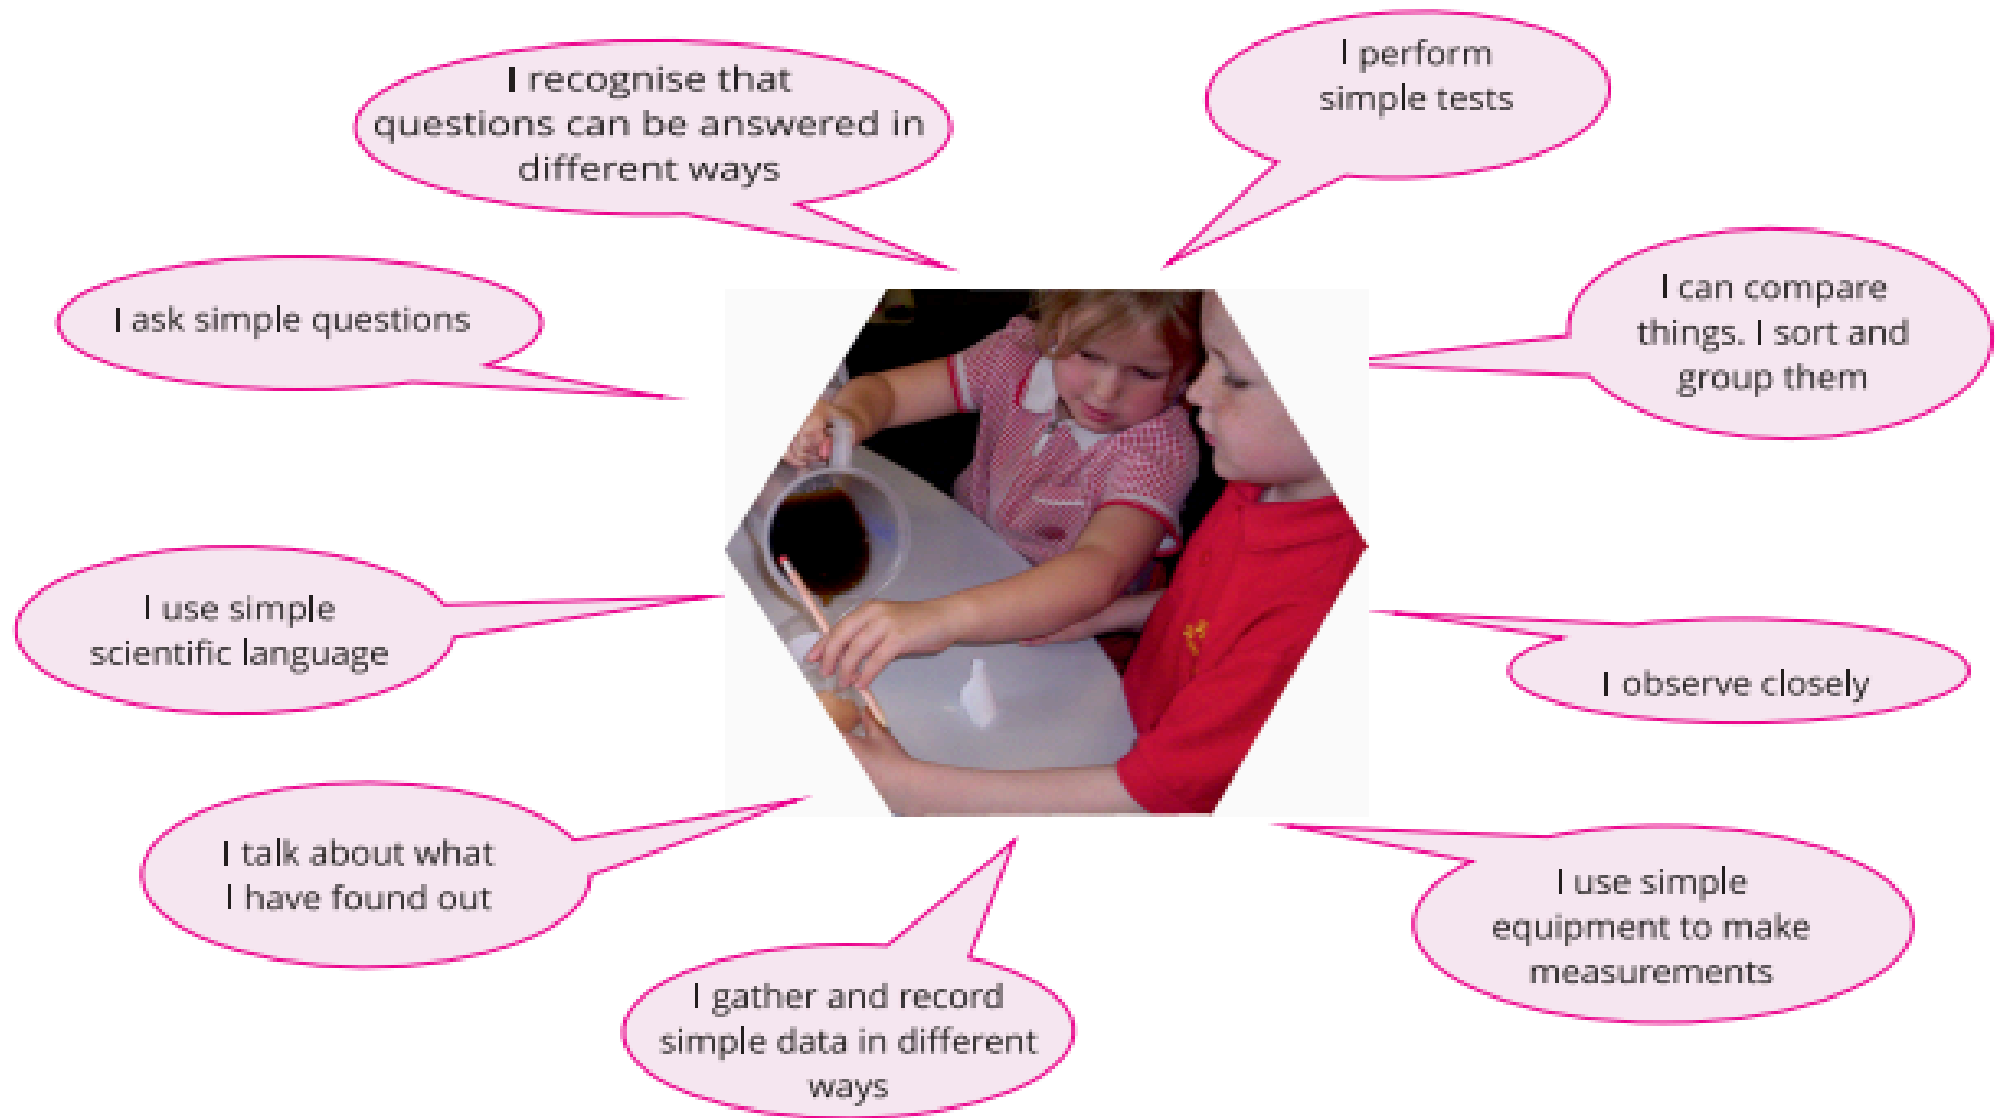 I recognise that
questions can be answered in
different ways
I perform
simple tests
I ask simple questions
I can compare
things. I sort and
group them
I use simple
scientific language
I observe closely
I talk about what
I have found out
I use simple
equipment to make
measurements
I gather and record
simple data in different
ways